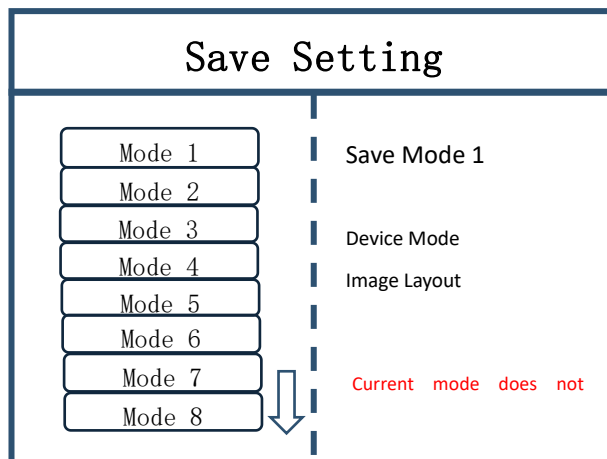 Save Setting
Mode 1
Mode 2
Mode 3
Mode 4
Mode 5
Mode 6
Mode 7
Mode 8
Save Mode 1
Device Mode
Image Layout
Current mode does not